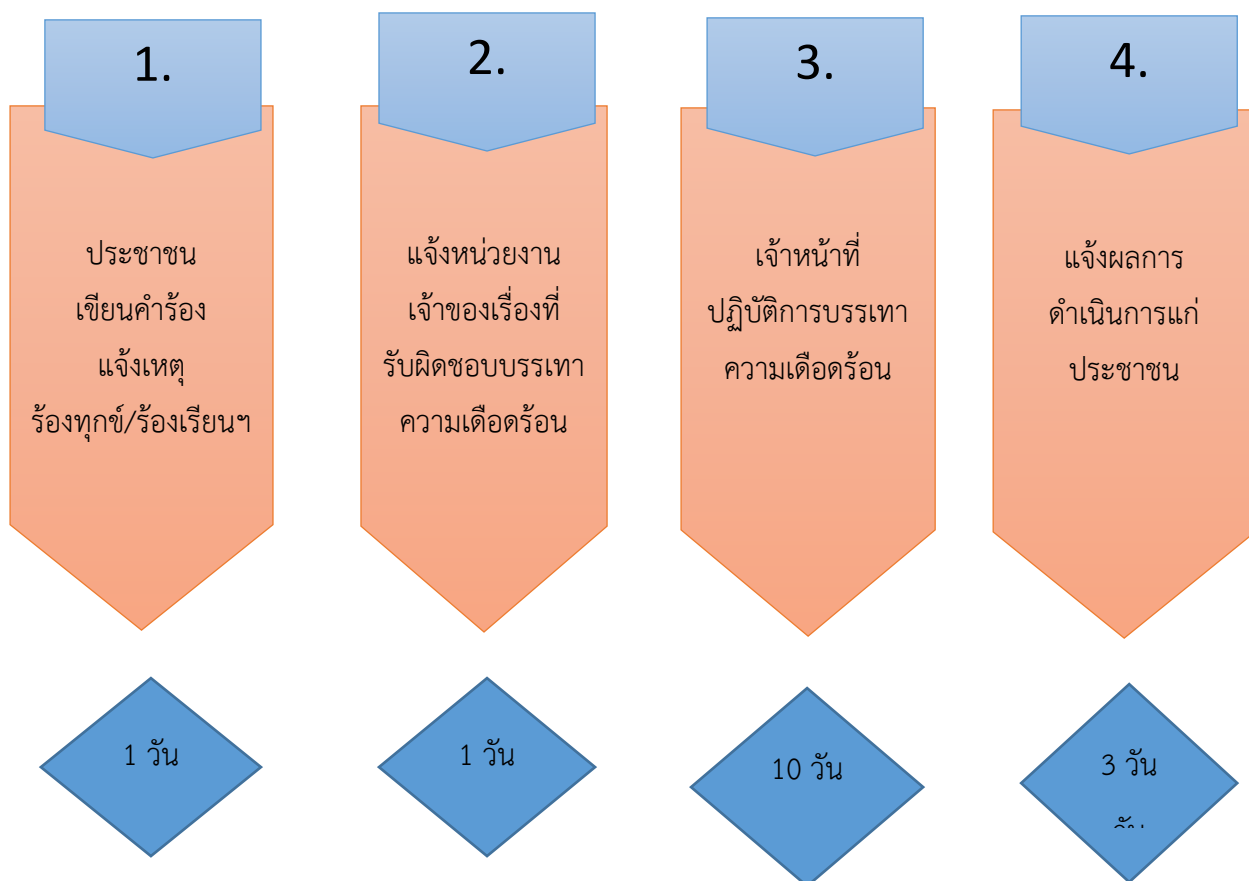 1.
ประชาชน
เขียนคำร้อง
แจ้งเหตุ
ร้องทุกข์/ร้องเรียนฯ
1 วัน
2.
แจ้งหน่วยงาน
เจ้าของเรื่องที่
รับผิดชอบบรรเทา
ความเดือดร้อน
1 วัน
3.
เจ้าหน้าที่
ปฏิบัติการบรรเทา
ความเดือดร้อน
10 วัน
4.
แจ้งผลการ
ดำเนินการแก่
ประชาชน
3 วัน